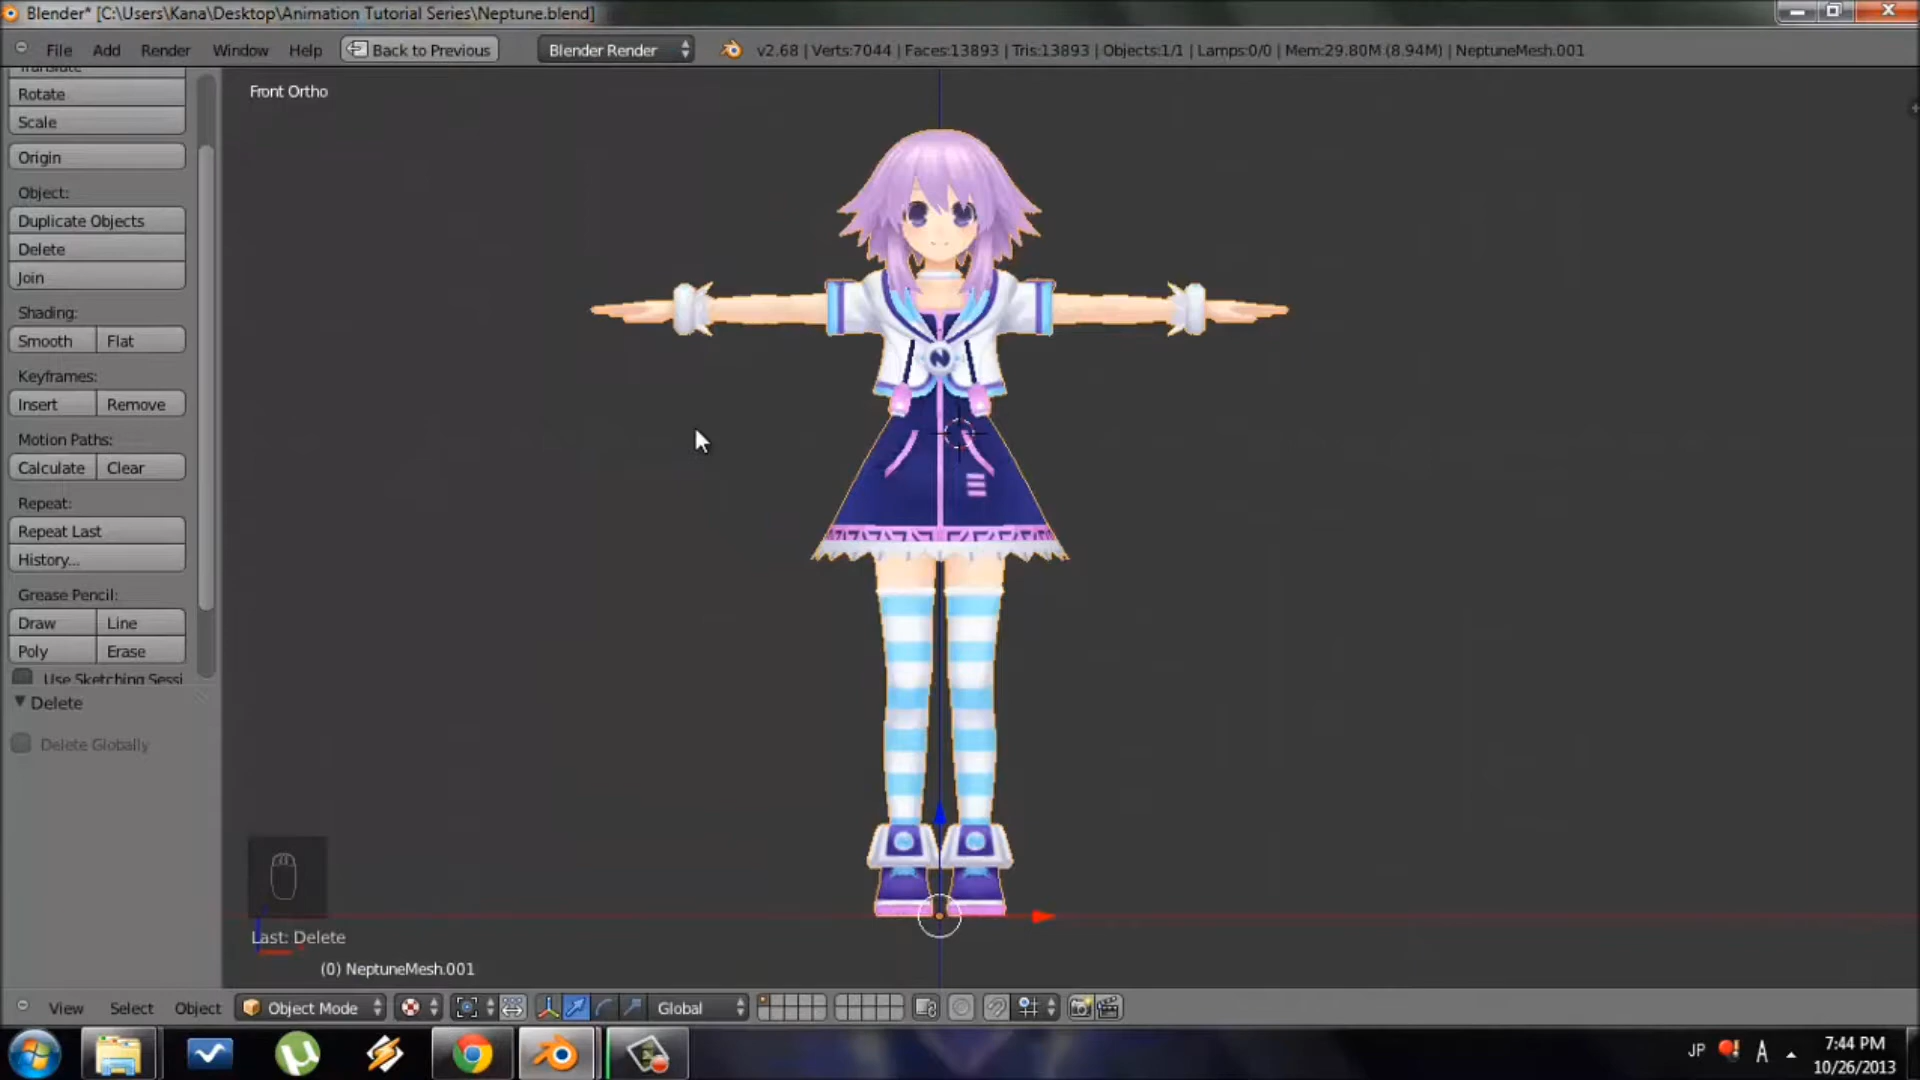 Blender* [C:\Users\Kana\Desktop\Animation Tutorial Series\Neptune.blend]
File Add Render Window Help Back to Previous Blender Render v2.68 | Verts:7044 | Faces:13893 | Tris:13893 | Objects:1/1 | Lamps:0/0 | Mem:29.80M (8.94M) | NeptuneMesh.001
Translate
Rotate
Scale
Origin
Object:
Duplicate Objects
Delete
Join
Shading:
Smooth Flat
Keyframes:
Insert Remove
Motion Paths:
Calculate Clear
Repeat:
Repeat Last
History...
Grease Pencil:
Draw Line
Poly Erase
Use Sketching Sessi
Delete
Delete Globally
Front Ortho
N
Last: Delete
(0) NeptuneMesh.001
View Select Object Object Mode Global
JP A 7:44 PM
10/26/2013